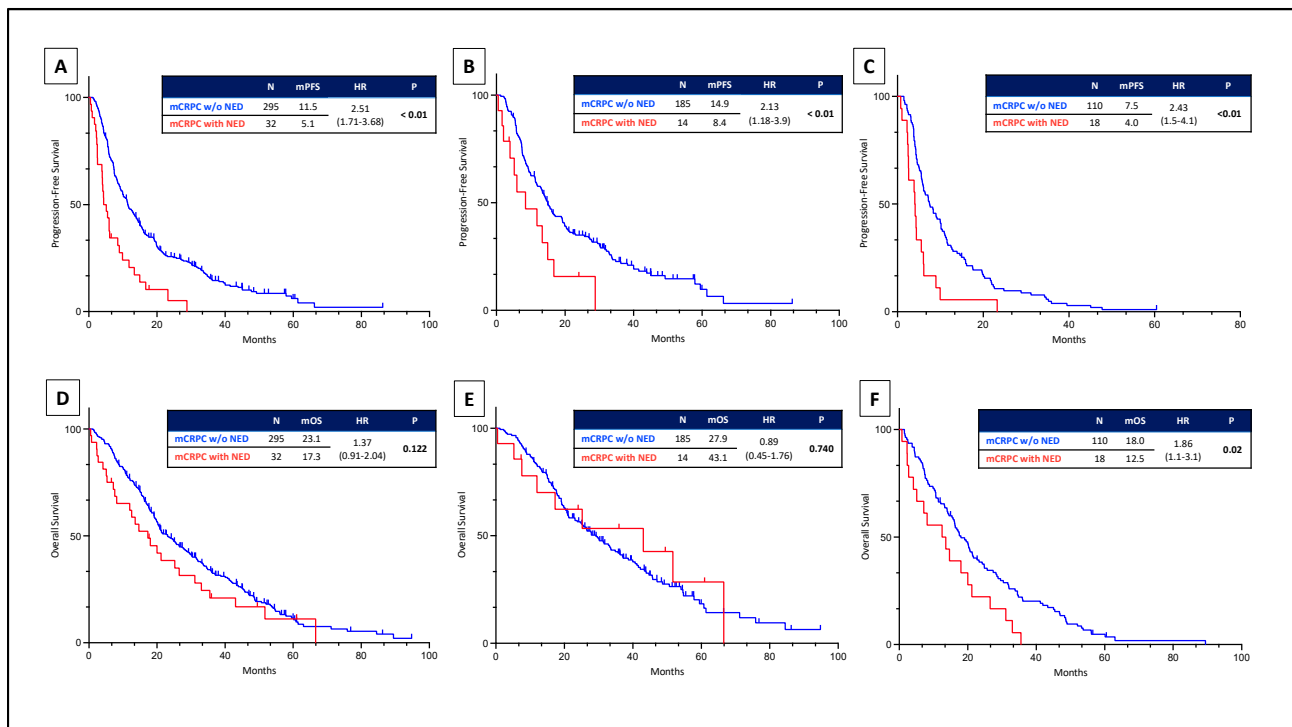 A
N mPFS HR P
mCRPC w/o NED 295 11.5 2.51 (1.71-3.68) < 0.01
mCRPC with NED 32 5.1
100
50
0
Progression-Free Survival
0 20 40 60 80 100
Months
B
N mPFS HR P
mCRPC w/o NED 185 14.9 2.13 (1.18-3.9) < 0.01
mCRPC with NED 14 8.4
100
50
0
Progression-Free Survival
0 20 40 60 80 100
Months
C
N mPFS HR P
mCRPC w/o NED 110 7.5 2.43 (1.5-4.1) <0.01
mCRPC with NED 18 4.0
100
50
0
Progression-Free Survival
0 20 40 60 80
Months
D
N mOS HR P
mCRPC w/o NED 295 23.1 1.37 (0.91-2.04) 0.122
mCRPC with NED 32 17.3
100
50
0
Overall Survival
0 20 40 60 80 100
Months
E
N mOS HR P
mCRPC w/o NED 185 27.9 0.89 (0.45-1.76) 0.740
mCRPC with NED 14 43.1
100
50
0
Overall Survival
0 20 40 60 80 100
Months
F
N mOS HR P
mCRPC w/o NED 110 18.0 1.86 (1.1-3.1) 0.02
mCRPC with NED 18 12.5
100
50
0
Overall Survival
0 20 40 60 80 100
Months